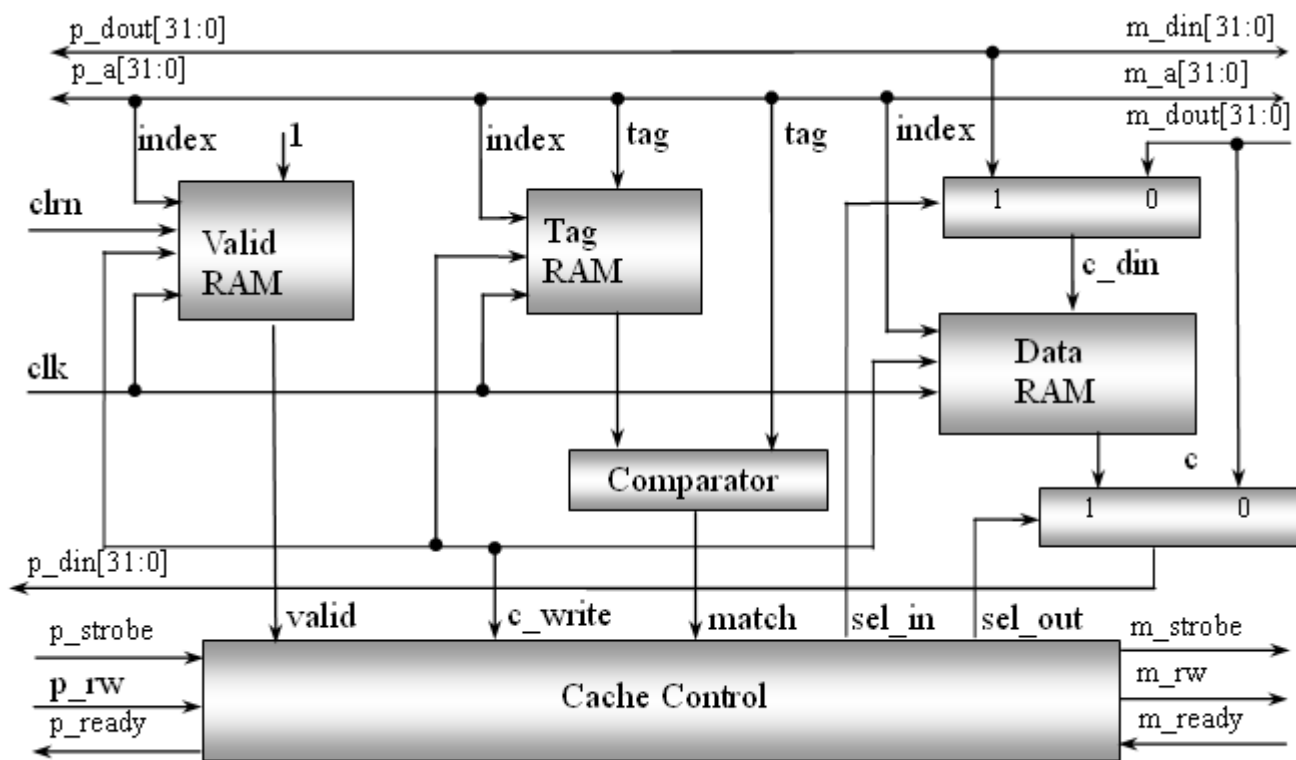 p_dout[31:0]
m_din[31:0]
p_a[31:0]
m_a[31:0]
m_dout[31:0]
index
1
index
tag
tag
index
clrn
Valid
RAM
Tag
RAM
1
0
c_din
clk
Data
RAM
Comparator
c
1
0
p_din[31:0]
valid
c_write
match
sel_in
sel_out
p_strobe
m_strobe
p_rw
Cache Control
m_rw
p_ready
m_ready